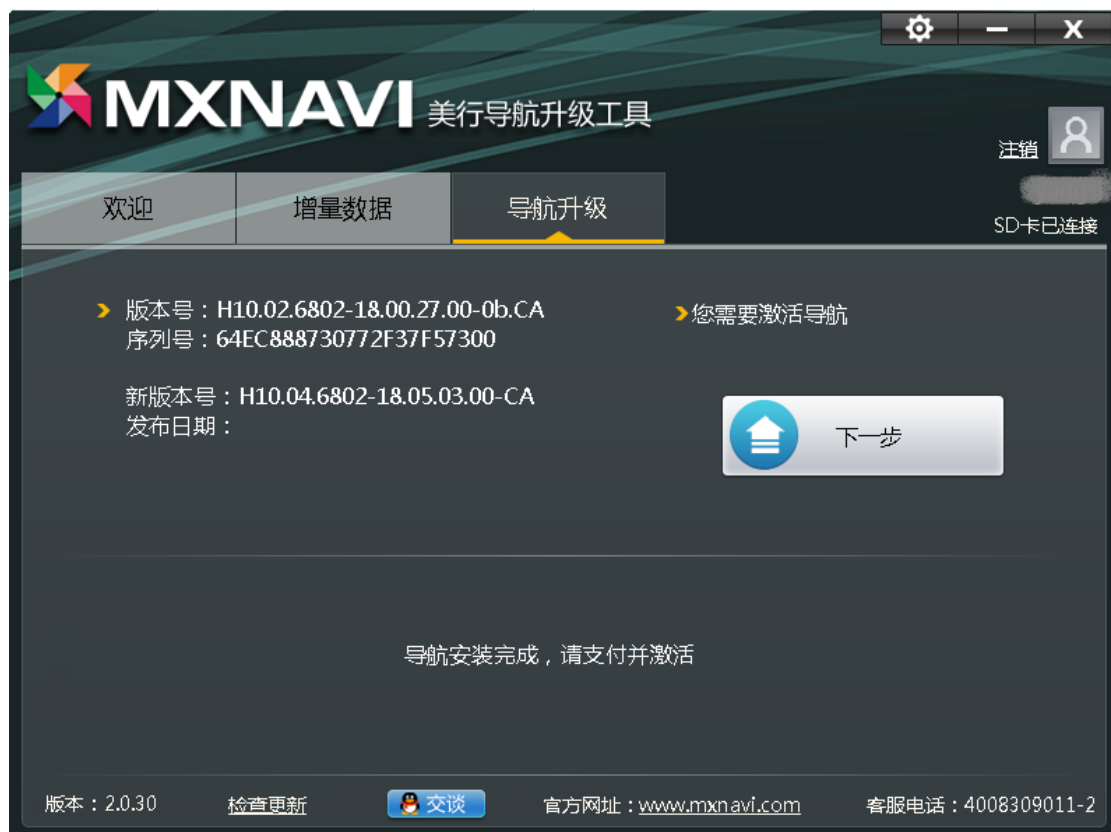 X
MXNAVI 美行导航升级工具
注销
欢迎
增量数据
导航升级
SD卡已连接
版本号：H10.02.6802-18.00.27.00-0b.CA
序列号：64EC888730772F37F57300
新版本号：H10.04.6802-18.05.03.00-CA
发布日期：
您需要激活导航
下一步
导航安装完成，请支付并激活
版本：2.0.30
检查更新
交谈
官方网址：www.mxnavi.com
客服电话：4008309011-2